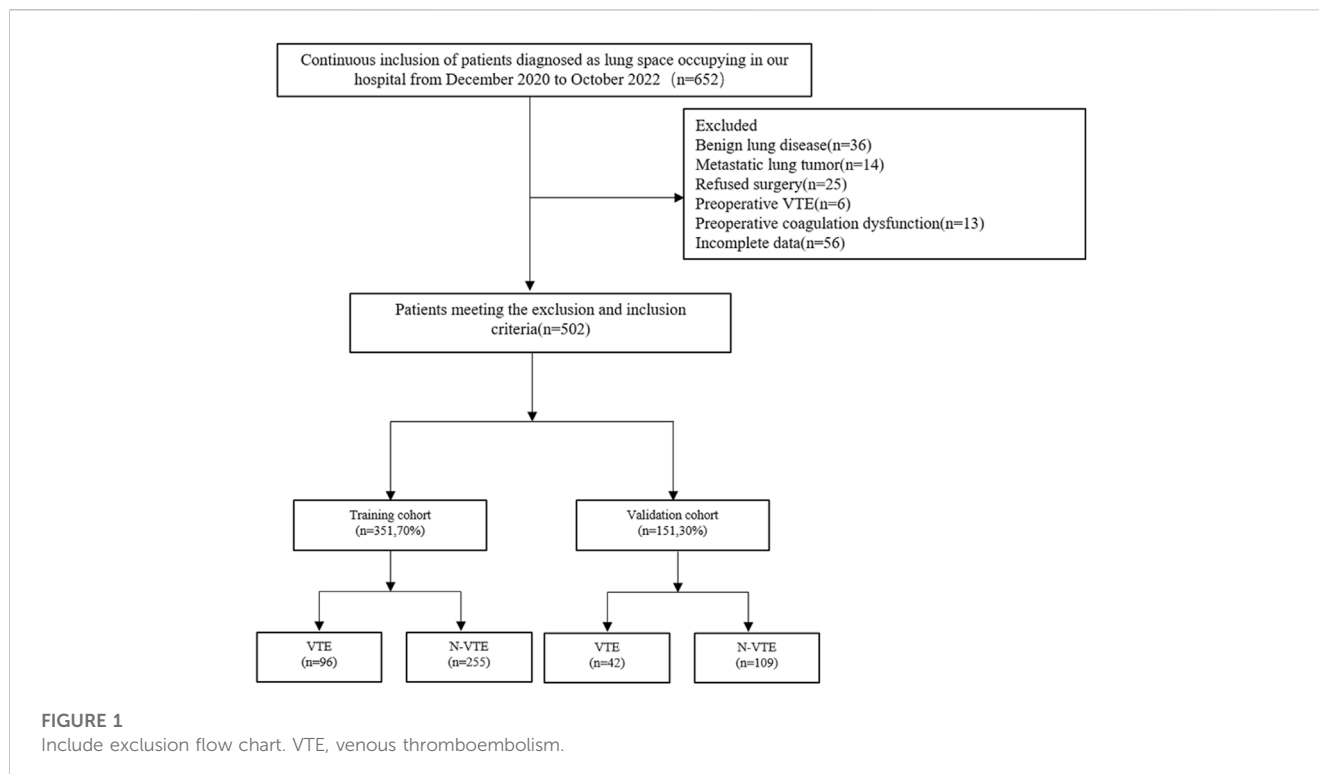 Continuous inclusion of patients diagnosed as lung space occupying in our
hospital from December 2020 to October 2022（n=652）
Excluded
Benign lung disease(n=36)
Metastatic lung tumor(n=14)
Refused surgery(n=25)
Preoperative VTE(n=6)
Preoperative coagulation dysfunction(n=13)
Incomplete data(n=56)
Patients meeting the exclusion and inclusion
criteria(n=502)
Training cohort
(n=351,70%)
Validation cohort
(n=151,30%)
VTE
(n=96)
N-VTE
(n=255)
VTE
(n=42)
N-VTE
(n=109)
FIGURE 1
Include exclusion flow chart. VTE, venous thromboembolism.